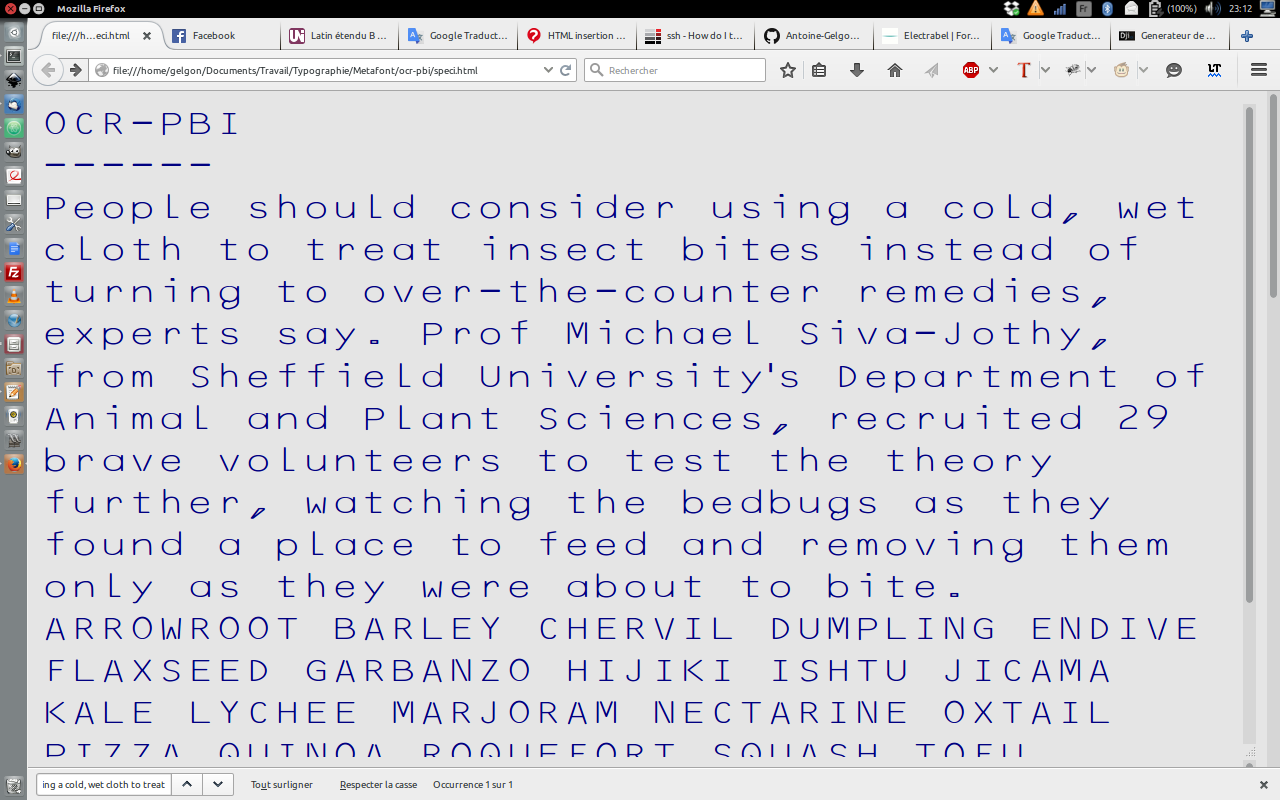 Mozilla Firefox
Fr
(100%)
23:12
file:///h...eci.html
Facebook
Latin étendu B ...
Google Traduct...
HTML insertion ...
ssh - How do I t...
Antoine-Gelgo...
Electrabel | For...
Google Traduct...
Generateur de ...
file:///home/gelgon/Documents/Travail/Typographie/Metafont/ocr-pbi/speci.html
Rechercher
ABP
T
LT
OCR-PBI
------
People should consider using a cold, wet
cloth to treat insect bites instead of
turning to over-the-counter remedies,
experts say. Prof Michael Siva-Jothy,
from Sheffield University's Department of
Animal and Plant Sciences, recruited 29
brave volunteers to test the theory
further, watching the bedbugs as they
found a place to feed and removing them
only as they were about to bite.
ARROWROOT BARLEY CHERVIL DUMPLING ENDIVE
FLAXSEED GARBANZO HIJIKI ISHTU JICAMA
KALE LYCHEE MARJORAM NECTARINE OXTAIL
PIZZA QUINOA ROQUEFORT SQUASH TOFU
ing a cold, wet cloth to treat
Tout surligner
Respecter la casse
Occurrence 1 sur 1